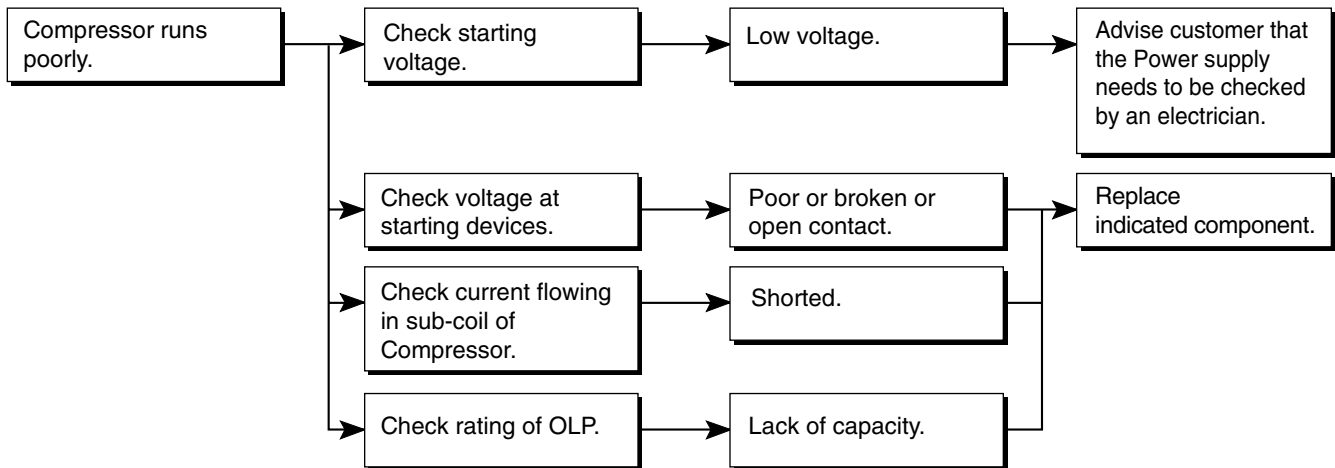 Compressor runs
poorly.
Check starting
voltage.
Low voltage.
Advise customer that
the Power supply
needs to be checked
by an electrician.
Check voltage at
starting devices.
Poor or broken or
open contact.
Replace
indicated component.
Check current flowing
in sub-coil of
Compressor.
Shorted.
Check rating of OLP.
Lack of capacity.